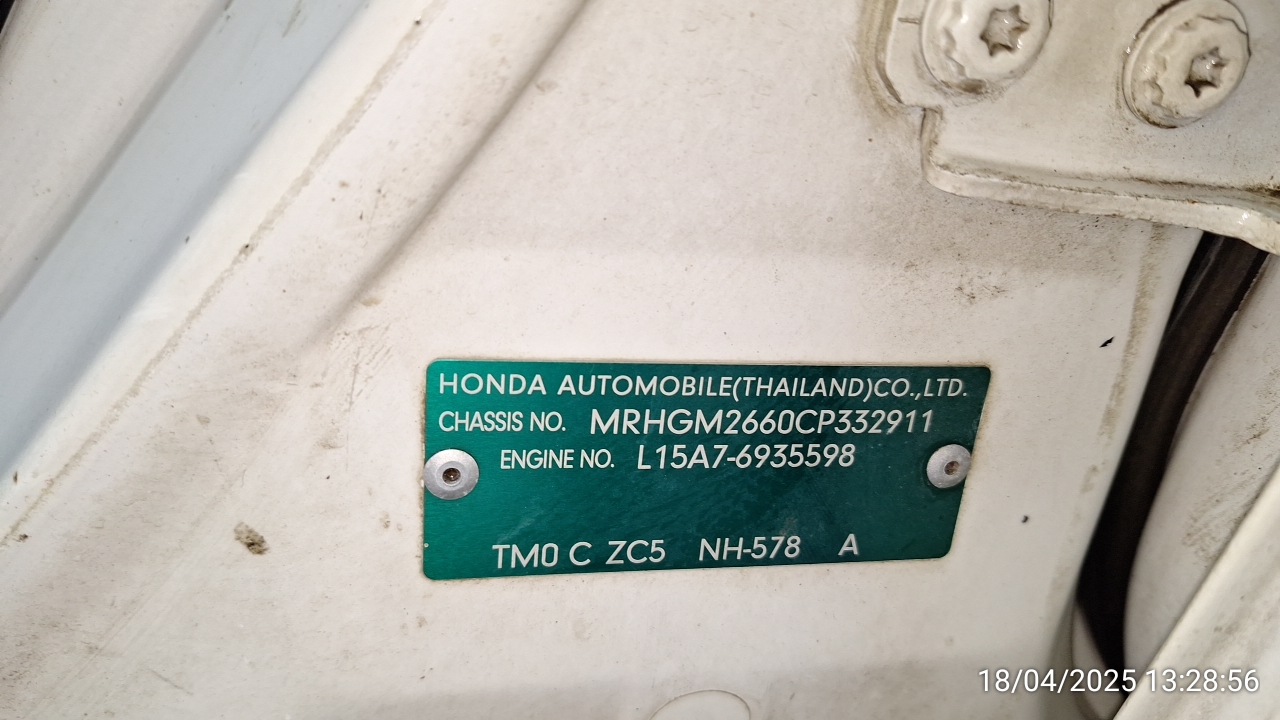 HONDA AUTOMOBILE(THAILAND)CO.,LTD.
CHASSIS NO. MRHGM2660CP332911
ENGINE NO. L15A7-6935598
TM0 C ZC5 NH-578 A
18/04/2025 13:28:56